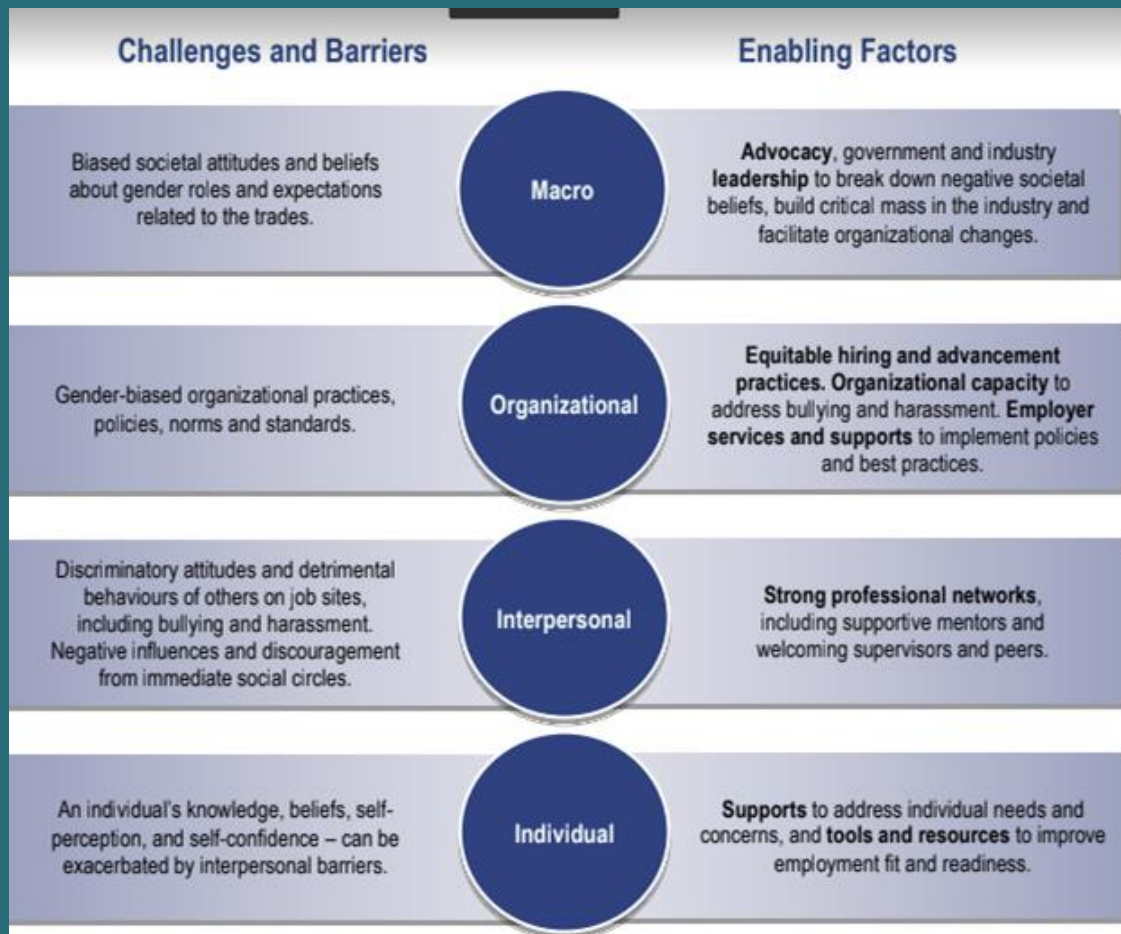 Challenges and Barriers
Enabling Factors
Biased societal attitudes and beliefs
about gender roles and expectations
related to the trades.
Macro
Advocacy, government and industry
leadership to break down negative societal
beliefs, build critical mass in the industry and
facilitate organizational changes.
Gender-biased organizational practices,
policies, norms and standards.
Organizational
Equitable hiring and advancement
practices. Organizational capacity to
address bullying and harassment. Employer
services and supports to implement policies
and best practices.
Discriminatory attitudes and detrimental
behaviours of others on job sites,
including bullying and harassment.
Negative influences and discouragement
from immediate social circles.
Interpersonal
Strong professional networks,
including supportive mentors and
welcoming supervisors and peers.
An individual's knowledge, beliefs, self-
perception, and self-confidence – can be
exacerbated by interpersonal barriers.
Individual
Supports to address individual needs and
concerns, and tools and resources to improve
employment fit and readiness.